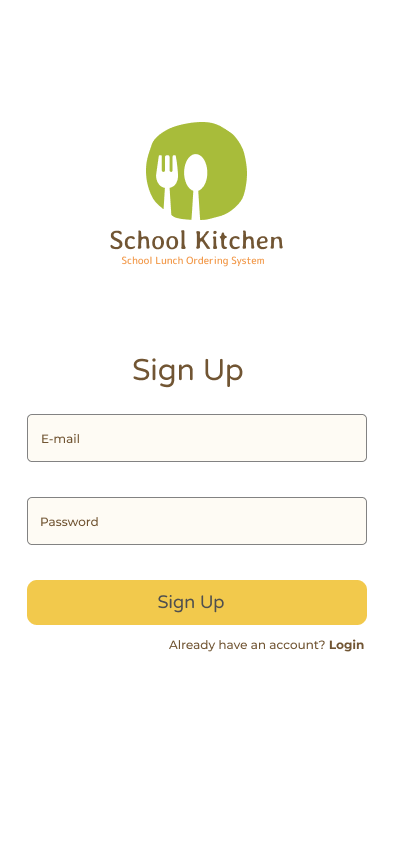 School Kitchen
School Lunch Ordering System
Sign Up
E-mail
Password
Sign Up
Already have an account? Login